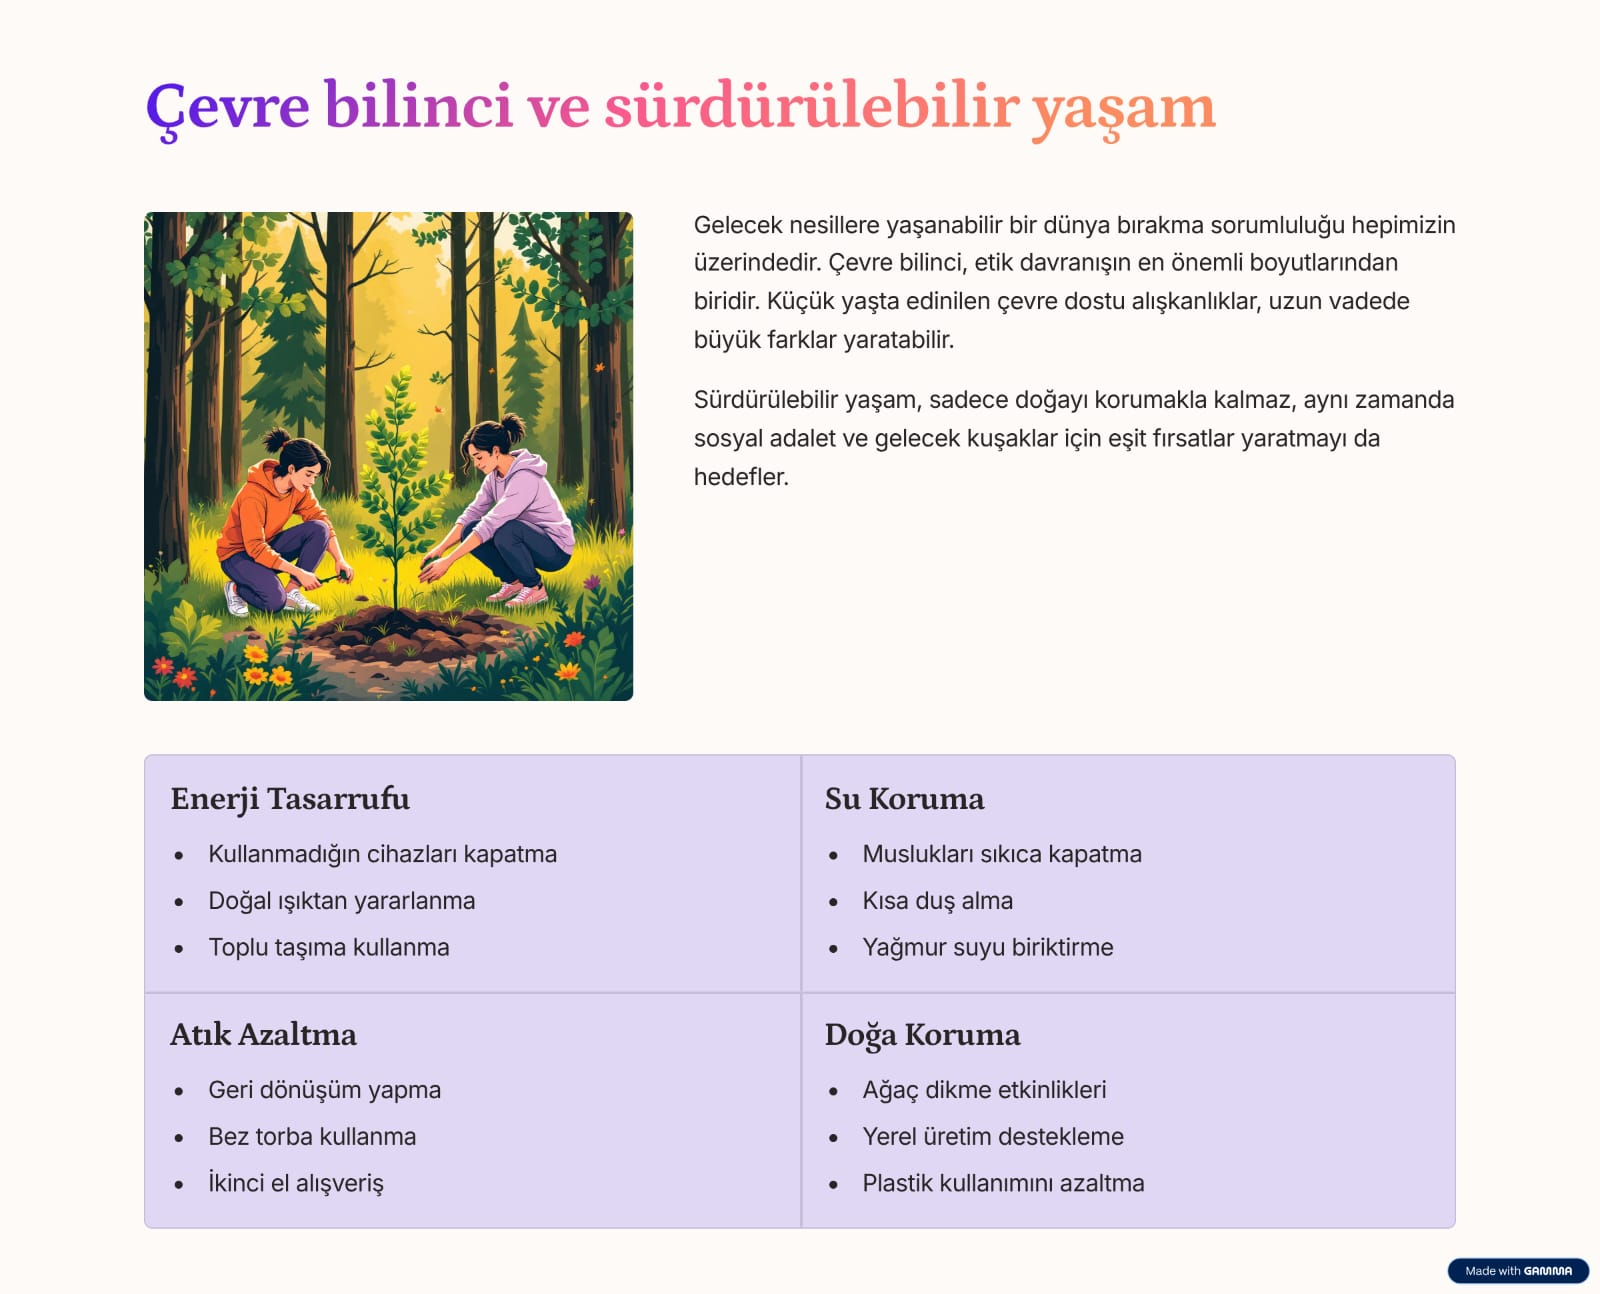 Çevre bilinci ve sürdürülebilir yaşam
Gelecek nesillere yaşanabilir bir dünya bırakma sorumluluğu hepimizin
üzerindedir. Çevre bilinci, etik davranışın en önemli boyutlarından
biridir. Küçük yaşta edinilen çevre dostu alışkanlıklar, uzun vadede
büyük farklar yaratabilir.
Sürdürülebilir yaşam, sadece doğayı korumakla kalmaz, aynı zamanda
sosyal adalet ve gelecek kuşaklar için eşit fırsatlar yaratmayı da
hedefler.
Enerji Tasarrufu
• Kullanmadığın cihazları kapatma
• Doğal ışıktan yararlanma
• Toplu taşıma kullanma
Su Koruma
• Muslukları sıkıca kapatma
• Kısa duş alma
• Yağmur suyu biriktirme
Atık Azaltma
• Geri dönüşüm yapma
• Bez torba kullanma
• İkinci el alışveriş
Doğa Koruma
• Ağaç dikme etkinlikleri
• Yerel üretim destekleme
• Plastik kullanımını azaltma
Made with GAMMA